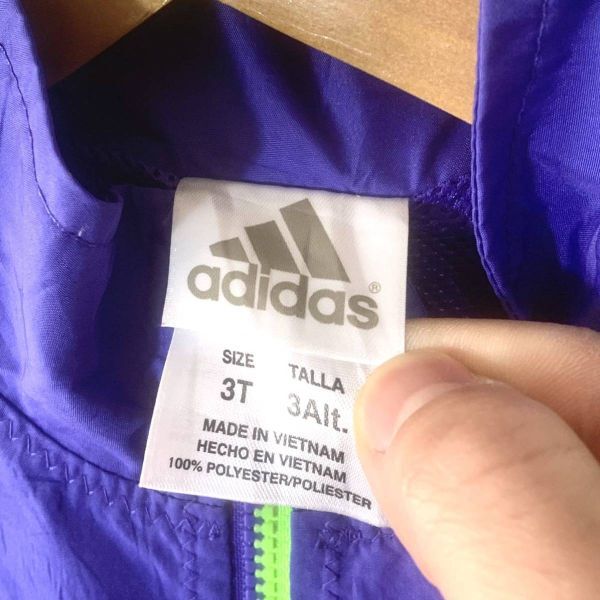 adidas®
SIZE TALLA
3T 3Alt.
MADE IN VIETNAM
HECHO EN VIETNAM
100% POLYESTER/POLIESTER